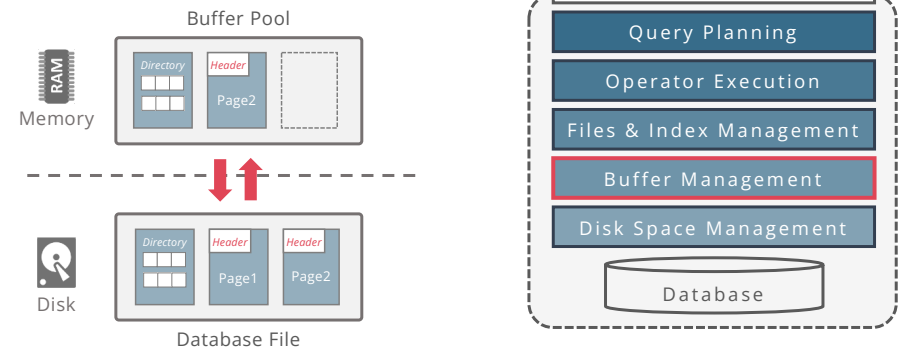 Buffer Pool
RAM
Memory
Directory
Header
Page2
Disk
Directory
Header
Page1
Header
Page2
Database File
Query Planning
Operator Execution
Files & Index Management
Buffer Management
Disk Space Management
Database